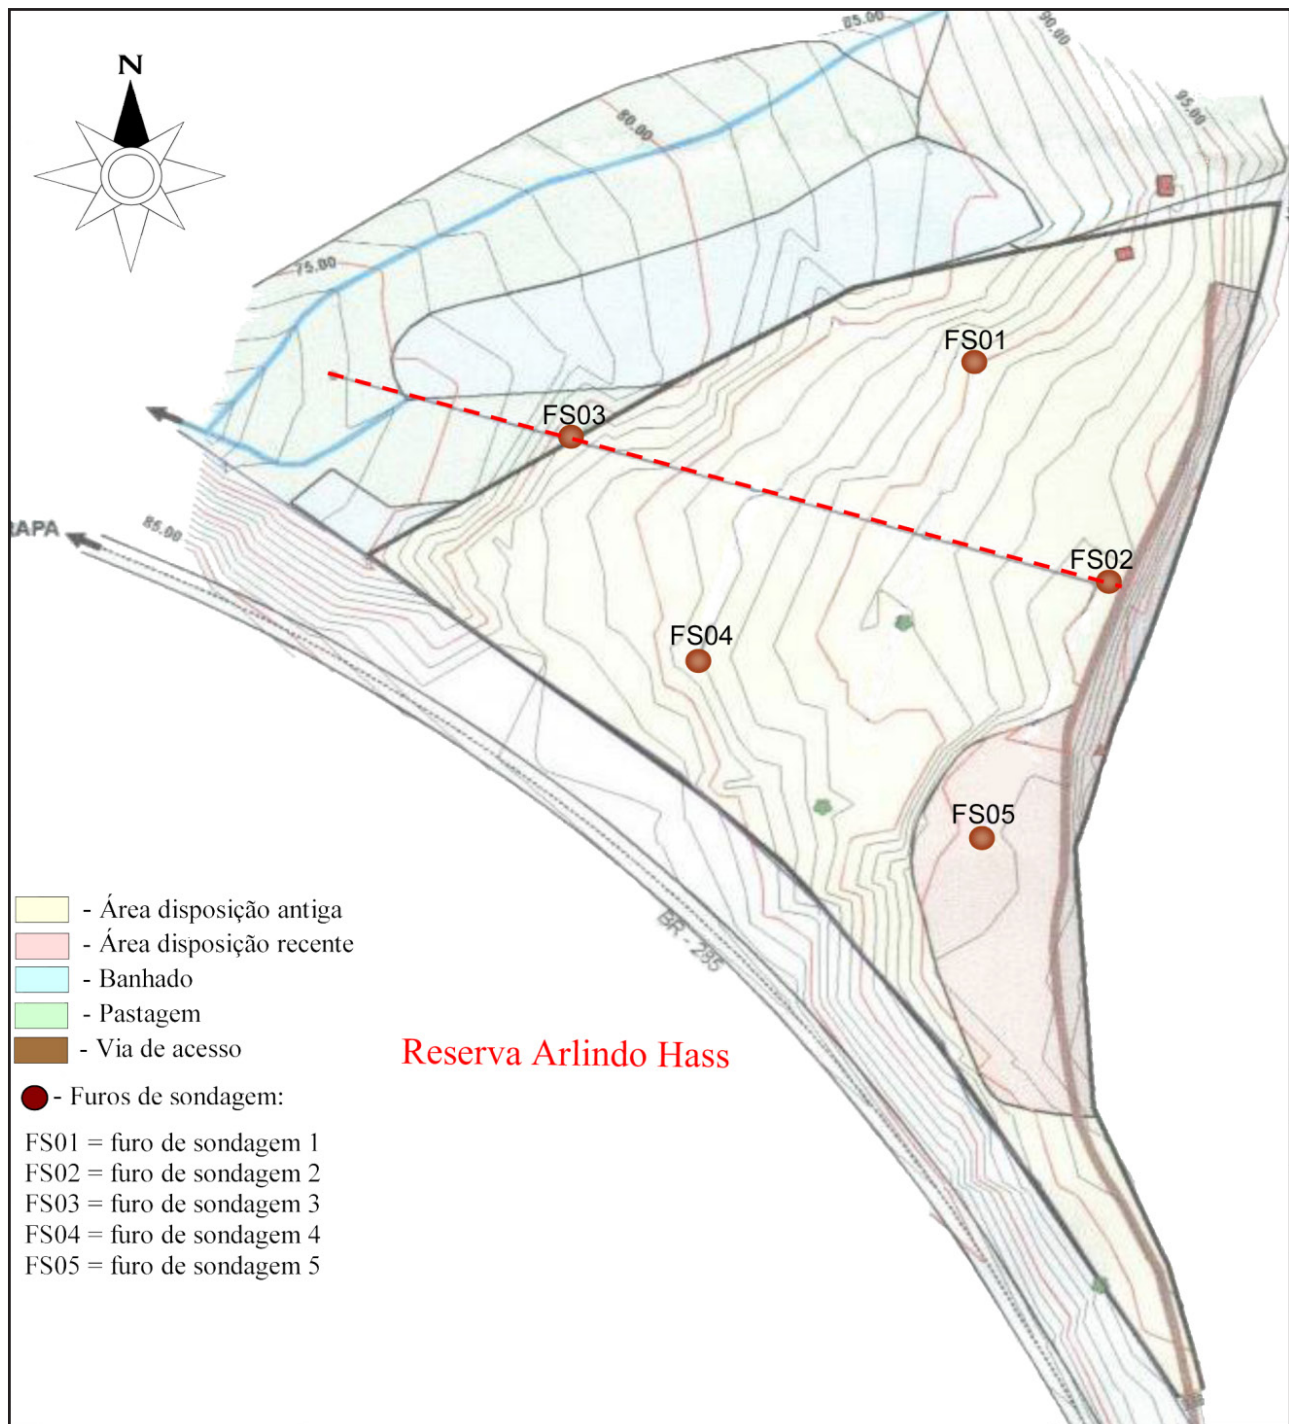 85.00
90.00
N
95.00
80.00
75.00
FS01
FS03
RAPA
85.00
FS02
FS04
FS05
BR - 285
- Área disposição antiga
- Área disposição recente
- Banhado
- Pastagem
- Via de acesso
Reserva Arlindo Hass
- Furos de sondagem:
FS01 = furo de sondagem 1
FS02 = furo de sondagem 2
FS03 = furo de sondagem 3
FS04 = furo de sondagem 4
FS05 = furo de sondagem 5